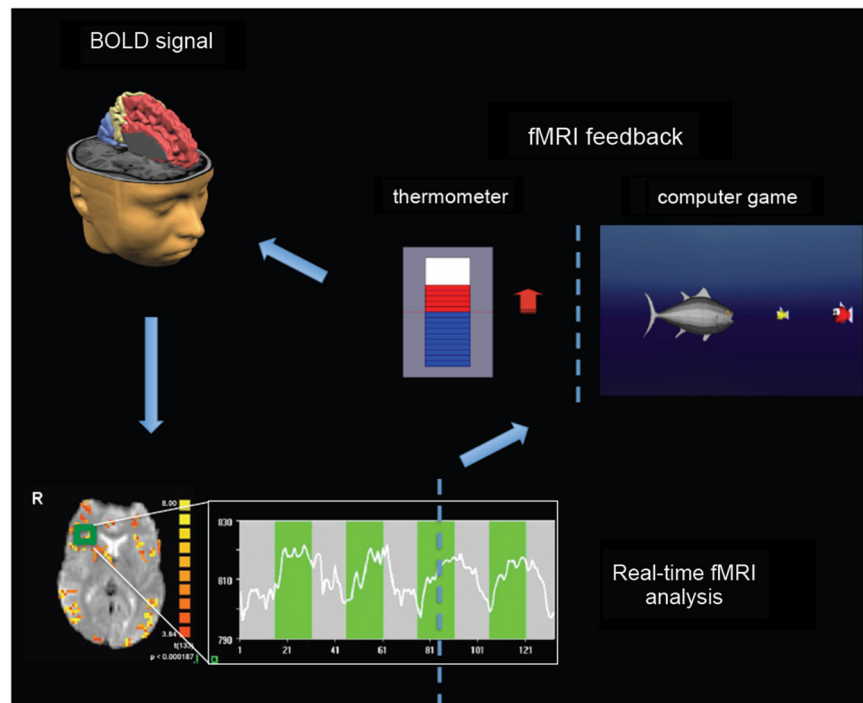 BOLD signal
fMRI feedback
thermometer
computer game
R
8.00
3.84
t(133)
p < 0.000187
830
810
790
1 21 41 61 81 101 121
Real-time fMRI
analysis